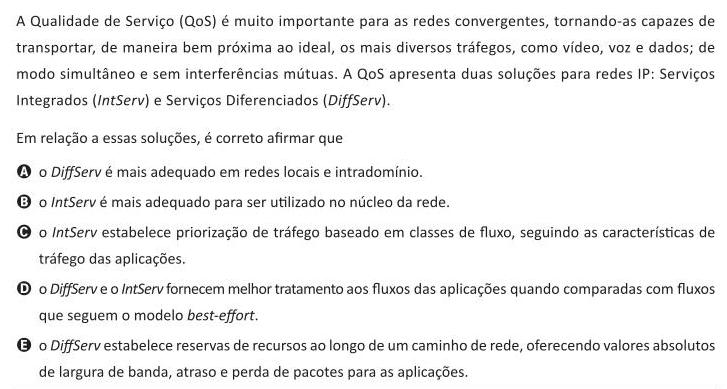 A Qualidade de Serviço (QoS) é muito importante para as redes convergentes, tornando-as capazes de
transportar, de maneira bem próxima ao ideal, os mais diversos tráfegos, como vídeo, voz e dados; de
modo simultâneo e sem interferências mútuas. A QoS apresenta duas soluções para redes IP: Serviços
Integrados (IntServ) e Serviços Diferenciados (DiffServ).
Em relação a essas soluções, é correto afirmar que
A o DiffServ é mais adequado em redes locais e intradomínio.
B o IntServ é mais adequado para ser utilizado no núcleo da rede.
C o IntServ estabelece priorização de tráfego baseado em classes de fluxo, seguindo as características de
tráfego das aplicações.
D o DiffServ e o IntServ fornecem melhor tratamento aos fluxos das aplicações quando comparadas com fluxos
que seguem o modelo best-effort.
E o DiffServ estabelece reservas de recursos ao longo de um caminho de rede, oferecendo valores absolutos
de largura de banda, atraso e perda de pacotes para as aplicações.